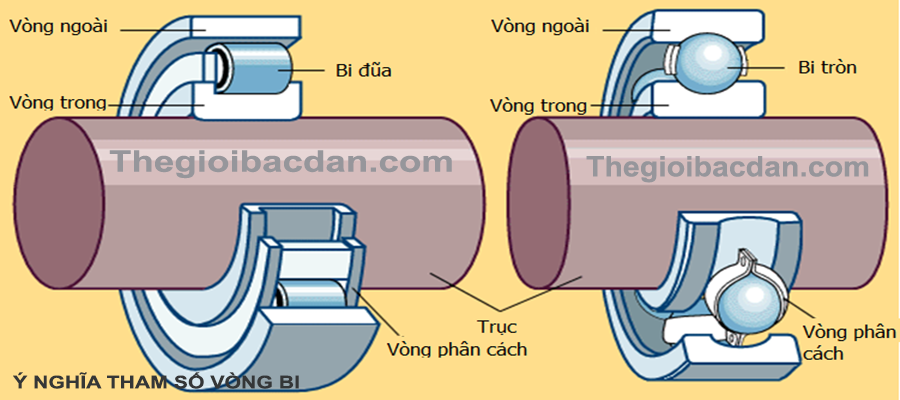 Vòng ngoài
Bi đũa
Vòng trong
Thegioibacdan.com
Trục
Vòng phân cách
Vòng ngoài
Bi tròn
Vòng trong
Thegioibacdan.com
Vòng phân
cách
Ý NGHĨA THAM SỐ VÒNG BI